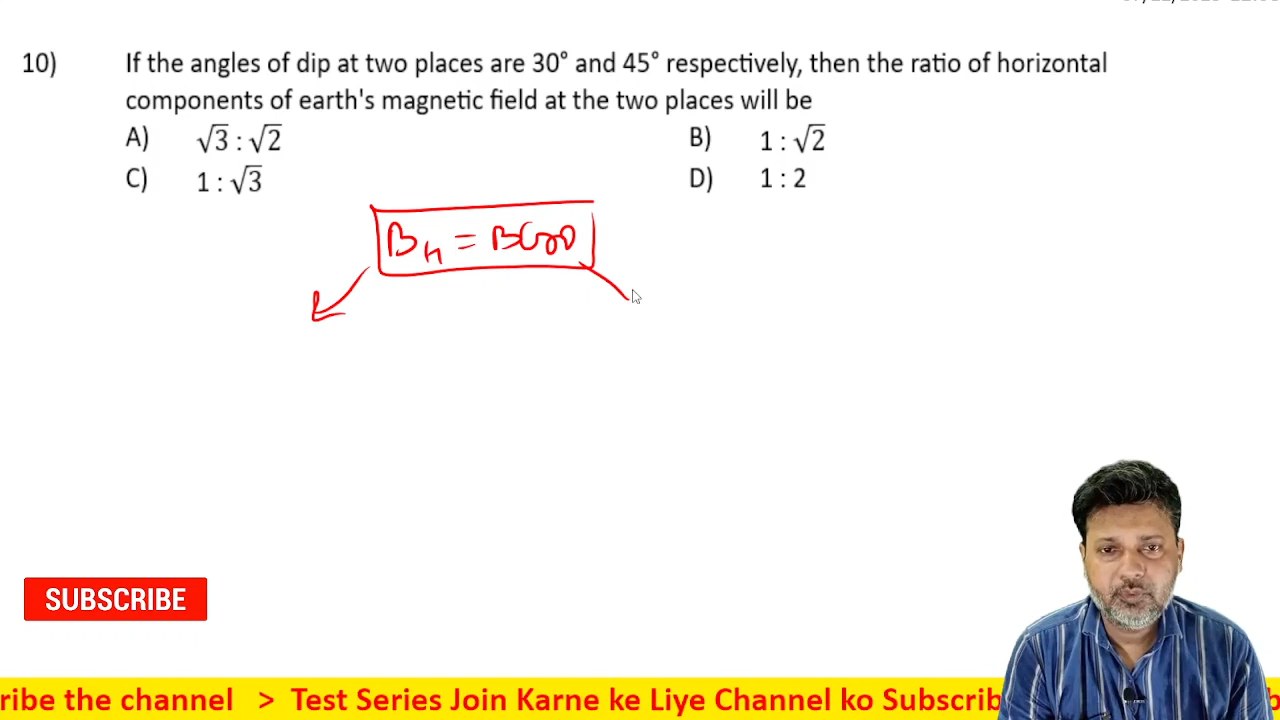 10) If the angles of dip at two places are 30° and 45° respectively, then the ratio of horizontal
components of earth's magnetic field at the two places will be
A) √3 : √2 B) 1 : √2
C) 1 : √3 D) 1 : 2
SUBSCRIBE
ribe the channel > Test Series Join Karne ke Liye Channel ko Subscrib